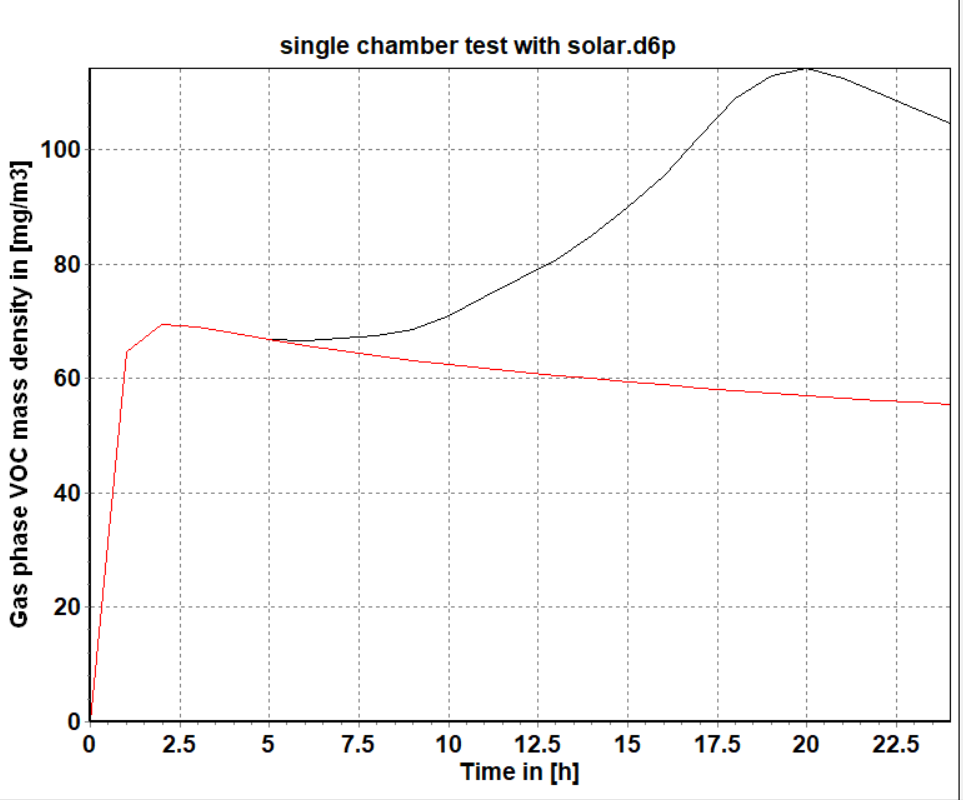 single chamber test with solar.d6p
Gas phase VOC mass density in [mg/m3]
100
80
60
40
20
0
0 2.5 5 7.5 10 12.5 15 17.5 20 22.5
Time in [h]